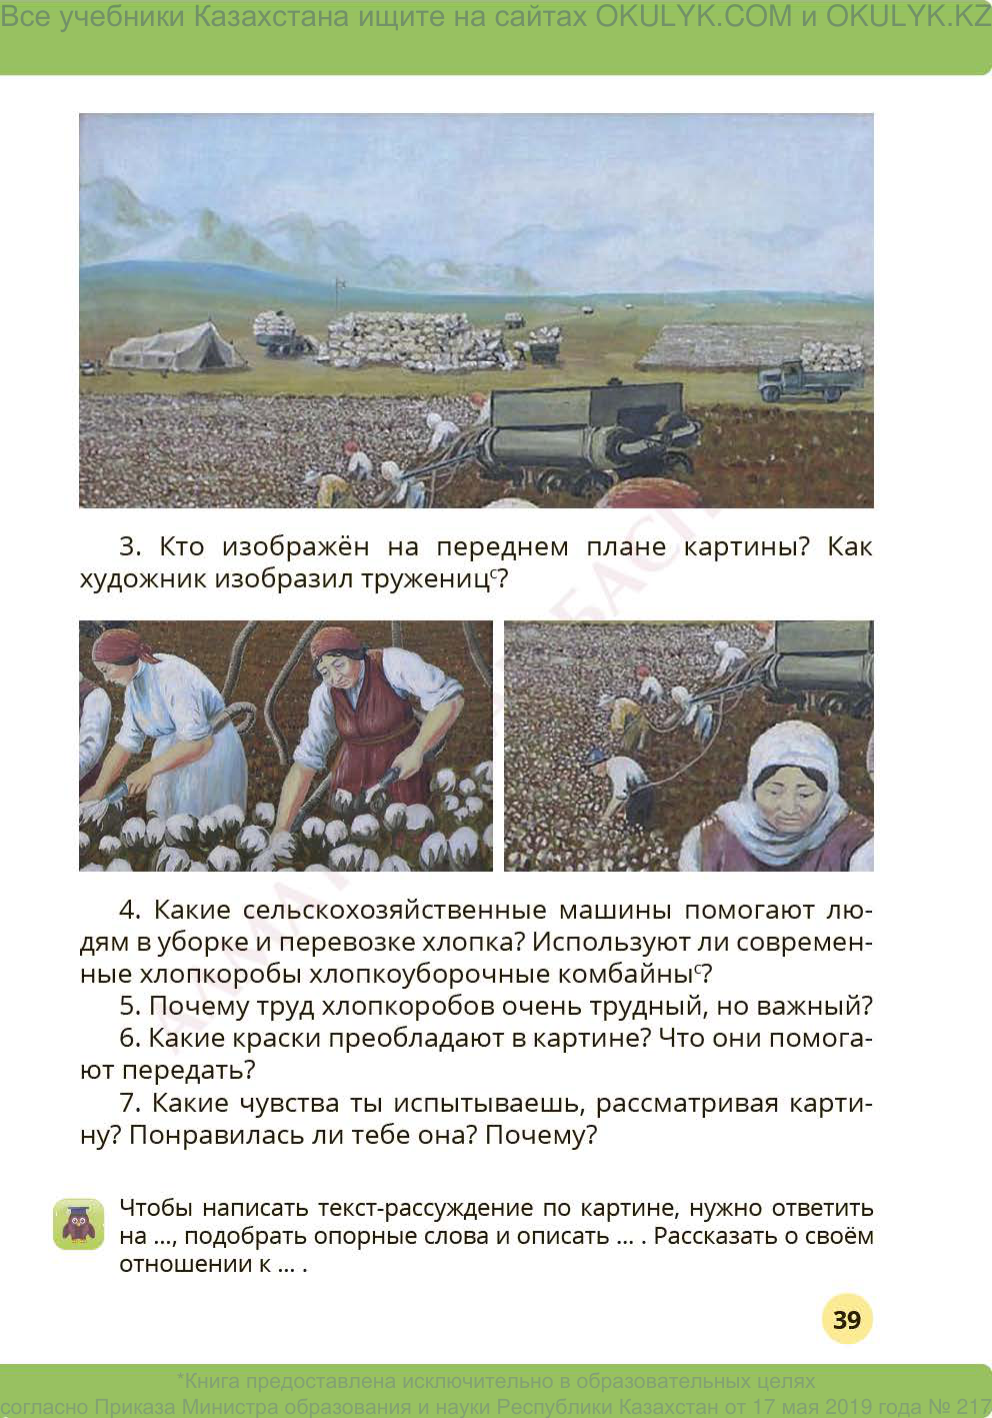 Все учебники Казахстана ищите на сайтах OKULYK.COM и OKULYK.KZ
3. Кто изображён на переднем плане картины? Как
художник изобразил тружениц^с?
4. Какие сельскохозяйственные машины помогают лю-
дям в уборке и перевозке хлопка? Используют ли современ-
ные хлопкоробы хлопкоуборочные комбайны^с?
5. Почему труд хлопкоробов очень трудный, но важный?
6. Какие краски преобладают в картине? Что они помога-
ют передать?
7. Какие чувства ты испытываешь, рассматривая карти-
ну? Понравилась ли тебе она? Почему?
Чтобы написать текст-рассуждение по картине, нужно ответить
на ..., подобрать опорные слова и описать ... . Рассказать о своём
отношении к ... .
39
*Книга предоставлена исключительно в образовательных целях
согласно Приказа Министра образования и науки Республики Казахстан от 17 мая 2019 года № 217